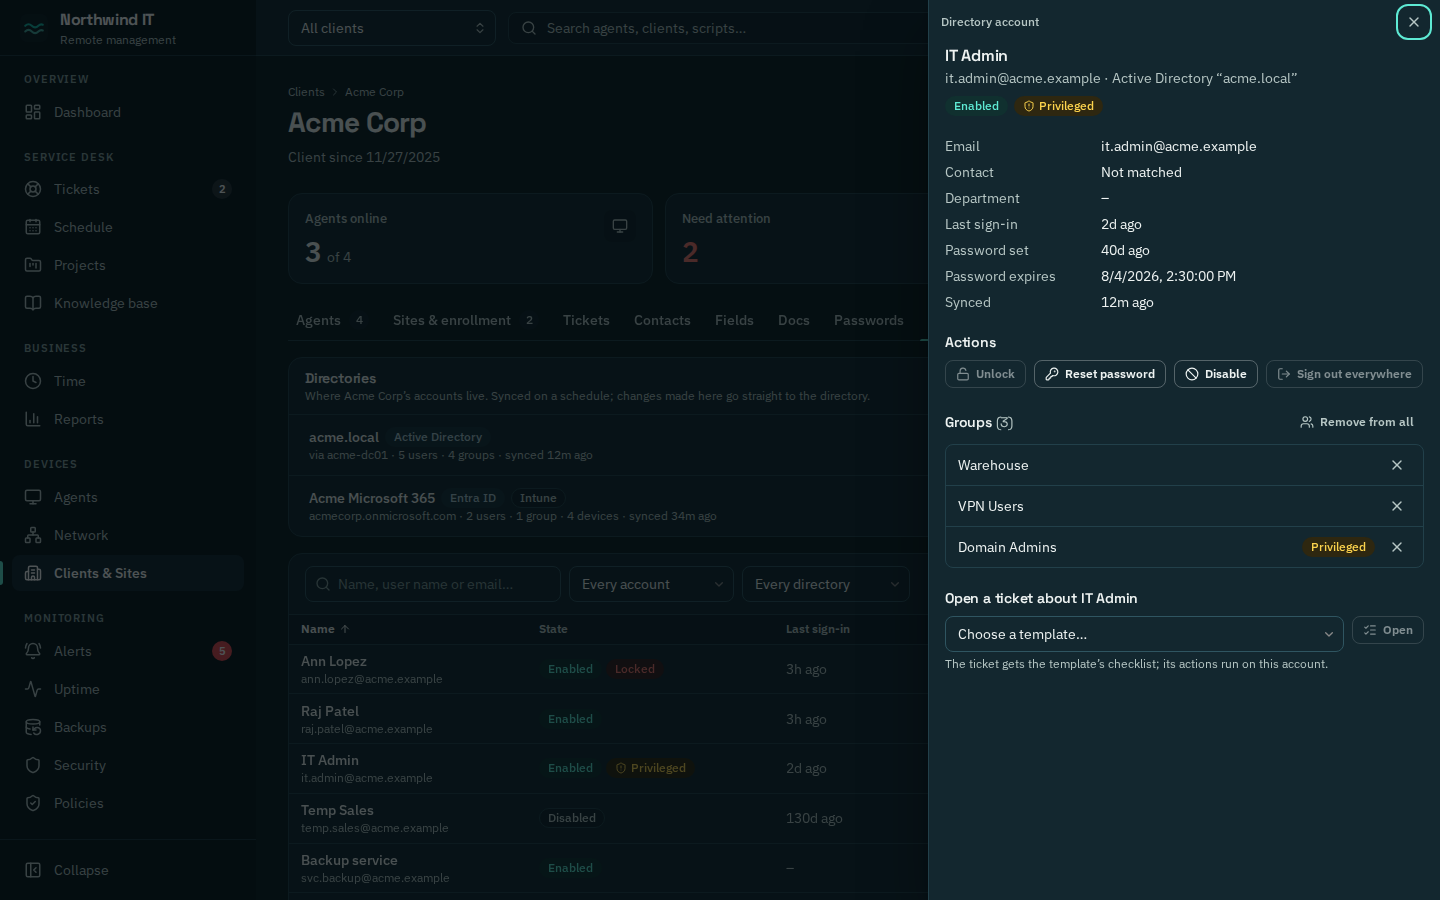 Northwind IT
Remote management
OVERVIEW
Dashboard
SERVICE DESK
Tickets 2
Schedule
Projects
Knowledge base
BUSINESS
Time
Reports
DEVICES
Agents
Network
Clients & Sites
MONITORING
Alerts 5
Uptime
Backups
Security
Policies
Collapse
All clients
Search agents, clients, scripts...
Clients > Acme Corp
Acme Corp
Client since 11/27/2025
Agents online
3 of 4
Need attention
2
Agents 4 Sites & enrollment 2 Tickets Contacts Fields Docs Passwords
Directories
Where Acme Corp’s accounts live. Synced on a schedule; changes made here go straight to the directory.
acme.local Active Directory
via acme-dc01 · 5 users · 4 groups · synced 12m ago
Acme Microsoft 365 Entra ID Intune
acmecorp.onmicrosoft.com · 2 users · 1 group · 4 devices · synced 34m ago
Name, user name or email... Every account Every directory
Name ↑ State Last sign-in
Ann Lopez
ann.lopez@acme.example
Enabled Locked 3h ago
Raj Patel
raj.patel@acme.example
Enabled 3h ago
IT Admin
it.admin@acme.example
Enabled Privileged 2d ago
Temp Sales
temp.sales@acme.example
Disabled 130d ago
Backup service
svc.backup@acme.example
Enabled –
Directory account
IT Admin
it.admin@acme.example · Active Directory “acme.local”
Enabled Privileged
Email it.admin@acme.example
Contact Not matched
Department –
Last sign-in 2d ago
Password set 40d ago
Password expires 8/4/2026, 2:30:00 PM
Synced 12m ago
Actions
Unlock Reset password Disable Sign out everywhere
Groups (3) Remove from all
Warehouse
VPN Users
Domain Admins Privileged
Open a ticket about IT Admin
Choose a template... Open
The ticket gets the template’s checklist; its actions run on this account.